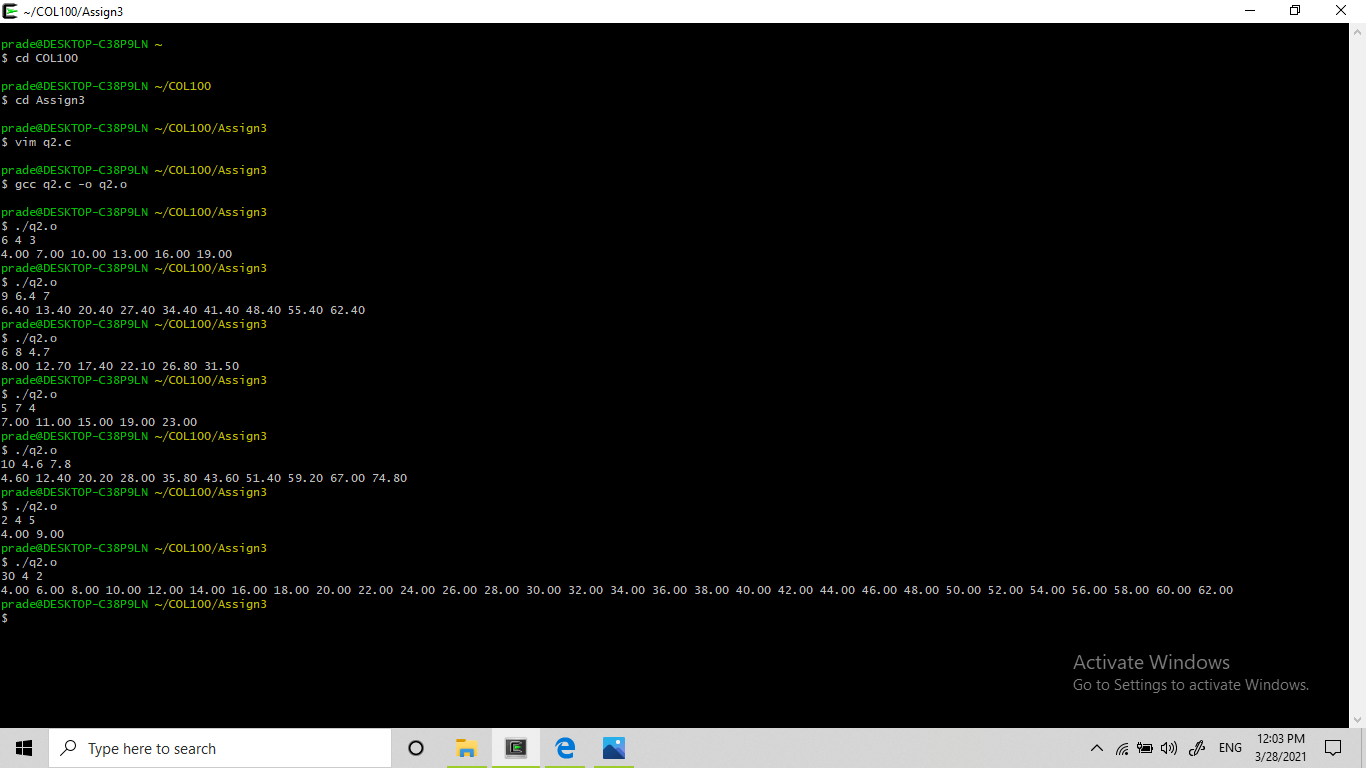 ~/COL100/Assign3
prade@DESKTOP-C38P9LN ~
$ cd COL100
prade@DESKTOP-C38P9LN ~/COL100
$ cd Assign3
prade@DESKTOP-C38P9LN ~/COL100/Assign3
$ vim q2.c
prade@DESKTOP-C38P9LN ~/COL100/Assign3
$ gcc q2.c -o q2.o
prade@DESKTOP-C38P9LN ~/COL100/Assign3
$ ./q2.o
6 4 3
4.00 7.00 10.00 13.00 16.00 19.00
prade@DESKTOP-C38P9LN ~/COL100/Assign3
$ ./q2.o
9 6.4 7
6.40 13.40 20.40 27.40 34.40 41.40 48.40 55.40 62.40
prade@DESKTOP-C38P9LN ~/COL100/Assign3
$ ./q2.o
6 8 4.7
8.00 12.70 17.40 22.10 26.80 31.50
prade@DESKTOP-C38P9LN ~/COL100/Assign3
$ ./q2.o
5 7 4
7.00 11.00 15.00 19.00 23.00
prade@DESKTOP-C38P9LN ~/COL100/Assign3
$ ./q2.o
10 4.6 7.8
4.60 12.40 20.20 28.00 35.80 43.60 51.40 59.20 67.00 74.80
prade@DESKTOP-C38P9LN ~/COL100/Assign3
$ ./q2.o
2 4 5
4.00 9.00
prade@DESKTOP-C38P9LN ~/COL100/Assign3
$ ./q2.o
30 4 2
4.00 6.00 8.00 10.00 12.00 14.00 16.00 18.00 20.00 22.00 24.00 26.00 28.00 30.00 32.00 34.00 36.00 38.00 40.00 42.00 44.00 46.00 48.00 50.00 52.00 54.00 56.00 58.00 60.00 62.00
prade@DESKTOP-C38P9LN ~/COL100/Assign3
$
Activate Windows
Go to Settings to activate Windows.
Type here to search
ENG
12:03 PM
3/28/2021